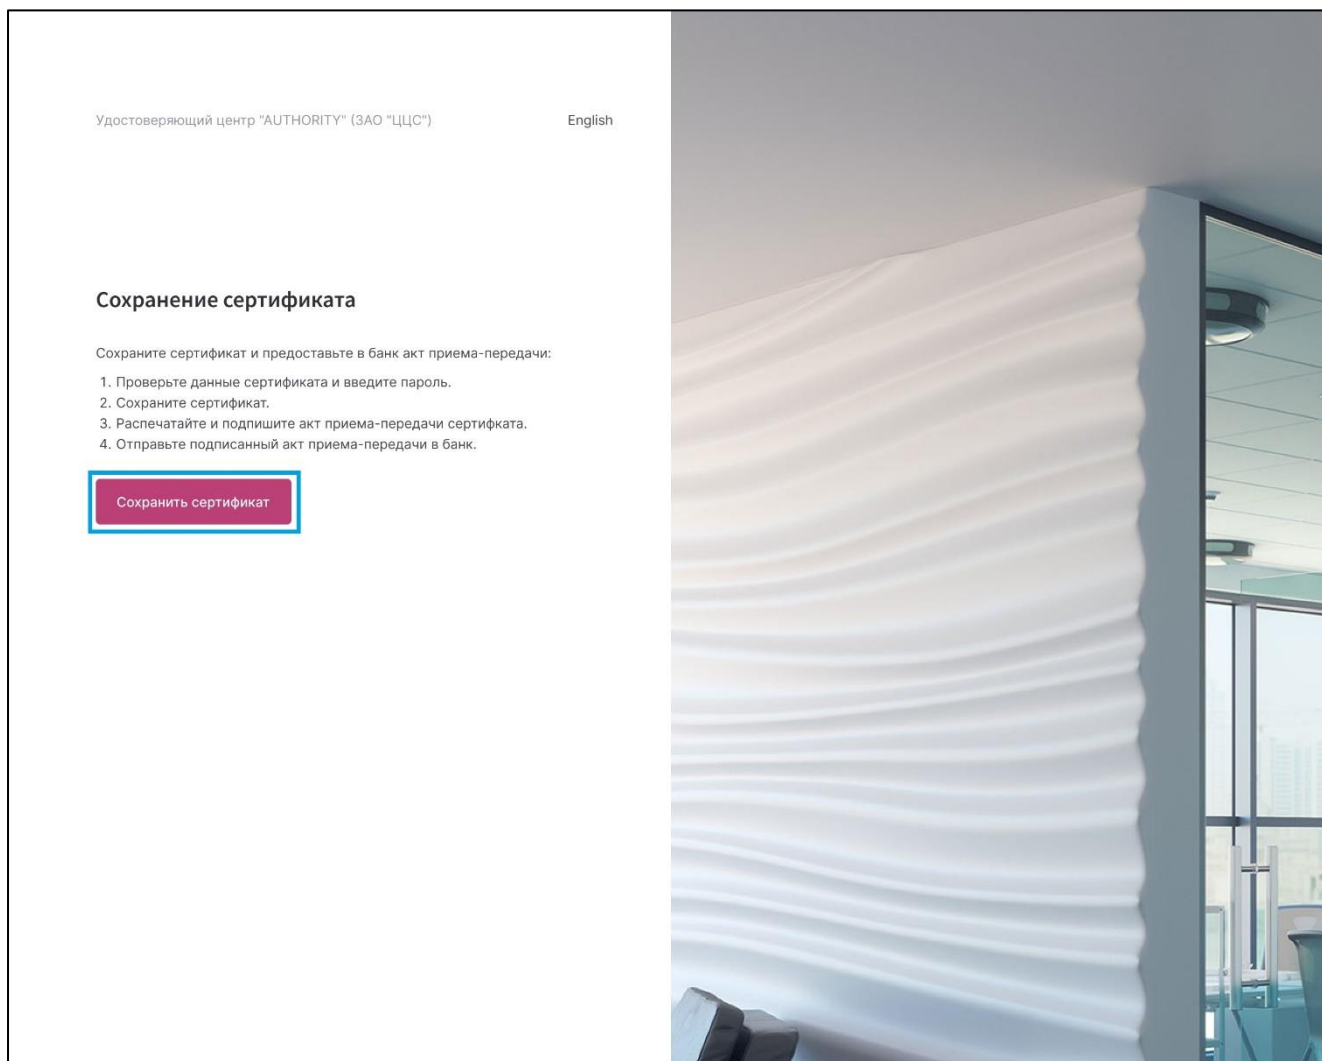 Удостоверяющий центр "AUTHORITY" (ЗАО "ЦЦС")
English
Сохранение сертификата
Сохраните сертификат и предоставьте в банк акт приема-передачи:
1. Проверьте данные сертификата и введите пароль.
2. Сохраните сертификат.
3. Распечатайте и подпишите акт приема-передачи сертифката.
4. Отправьте подписанный акт приема-передачи в банк.
Сохранить сертификат